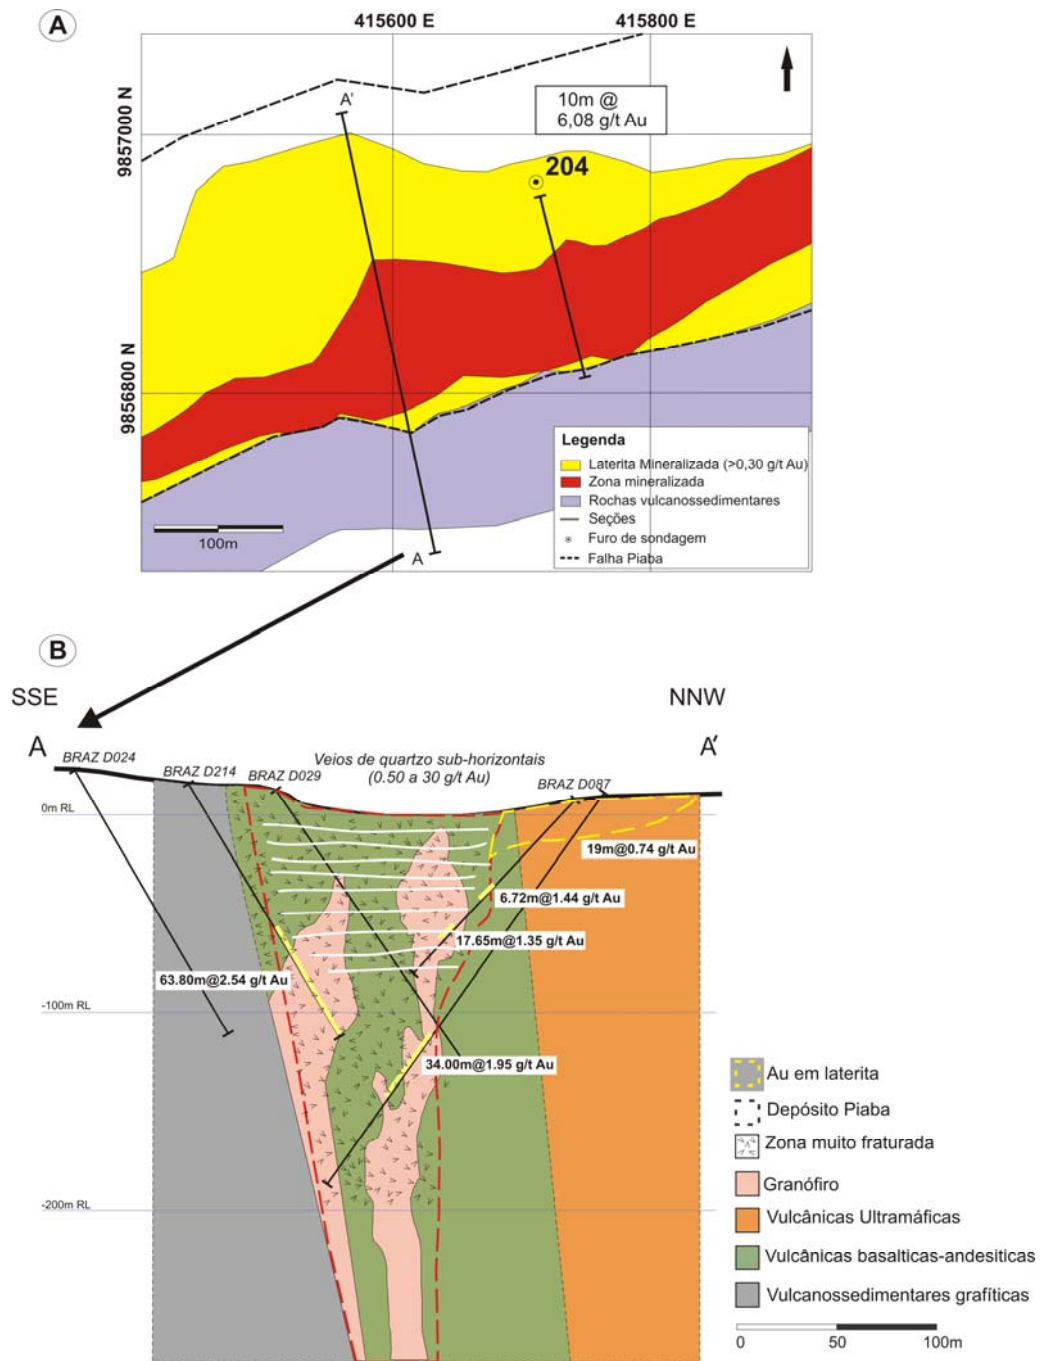 A
415600 E
415800 E
9857000 N
9856800 N
A'
10m @
6,08 g/t Au
204
Legenda
Laterita Mineralizada (>0,30 g/t Au)
Zona mineralizada
Rochas vulcanossedimentares
Seções
Furo de sondagem
Falha Piaba
100m
A
B
SSE
NNW
A
A'
BRAZ D024
BRAZ D214
BRAZ D029
Veios de quartzo sub-horizontais
(0.50 a 30 g/t Au)
BRAZ D087
0m RL
19m@0.74 g/t Au
6.72m@1.44 g/t Au
17.65m@1.35 g/t Au
63.80m@2.54 g/t Au
-100m RL
34.00m@1.95 g/t Au
-200m RL
Au em laterita
Depósito Piaba
Zona muito fraturada
Granófiro
Vulcânicas Ultramáficas
Vulcânicas basalticas-andesiticas
Vulcanossedimentares grafíticas
0 50 100m